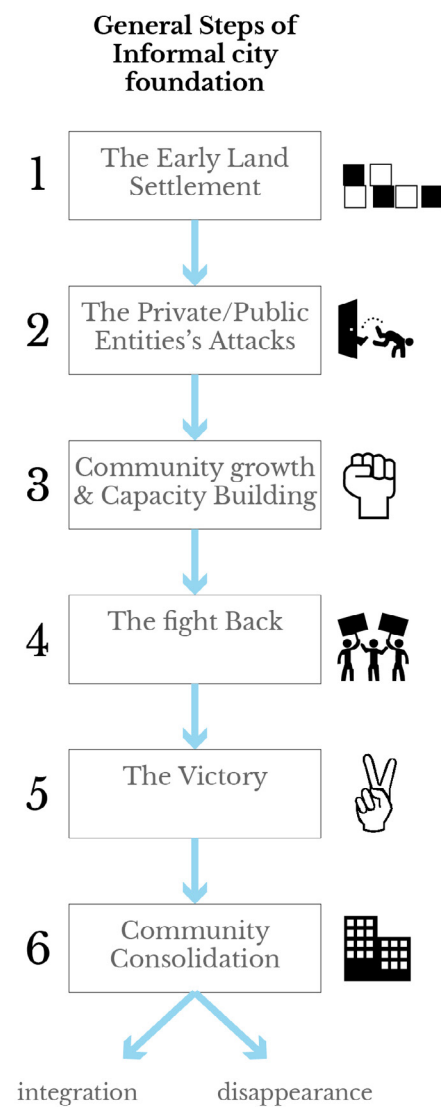 General Steps of
Informal city
foundation
1
The Early Land
Settlement
2
The Private/Public
Entities's Attacks
3
Community growth
& Capacity Building
4
The fight Back
5
The Victory
6
Community
Consolidation
integration
disappearance